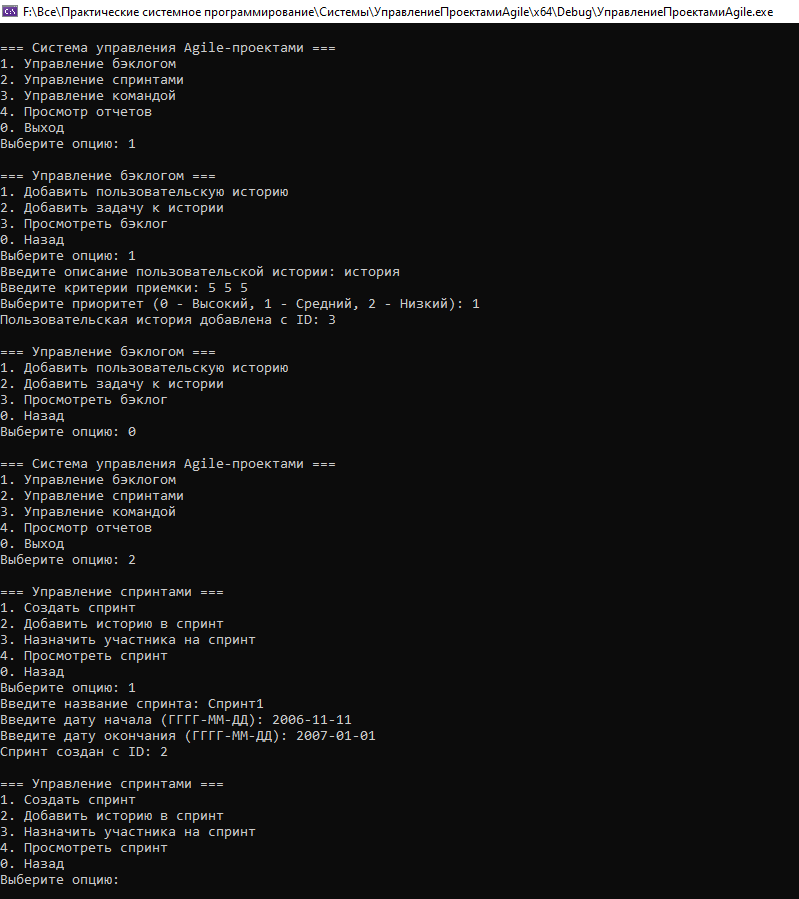 F:\Все\Практические системное программирование\Системы\УправлениеПроектамиAgile\x64\Debug\УправлениеПроектамиAgile.exe
=== Система управления Agile-проектами ===
1. Управление бэклогом
2. Управление спринтами
3. Управление командой
4. Просмотр отчетов
0. Выход
Выберите опцию: 1
=== Управление бэклогом ===
1. Добавить пользовательскую историю
2. Добавить задачу к истории
3. Просмотреть бэклог
0. Назад
Выберите опцию: 1
Введите описание пользовательской истории: история
Введите критерии приемки: 5 5 5
Выберите приоритет (0 - Высокий, 1 - Средний, 2 - Низкий): 1
Пользовательская история добавлена с ID: 3
=== Управление бэклогом ===
1. Добавить пользовательскую историю
2. Добавить задачу к истории
3. Просмотреть бэклог
0. Назад
Выберите опцию: 0
=== Система управления Agile-проектами ===
1. Управление бэклогом
2. Управление спринтами
3. Управление командой
4. Просмотр отчетов
0. Выход
Выберите опцию: 2
=== Управление спринтами ===
1. Создать спринт
2. Добавить историю в спринт
3. Назначить участника на спринт
4. Просмотреть спринт
0. Назад
Выберите опцию: 1
Введите название спринта: Спринт1
Введите дату начала (ГГГГ-ММ-ДД): 2006-11-11
Введите дату окончания (ГГГГ-ММ-ДД): 2007-01-01
Спринт создан с ID: 2
=== Управление спринтами ===
1. Создать спринт
2. Добавить историю в спринт
3. Назначить участника на спринт
4. Просмотреть спринт
0. Назад
Выберите опцию: